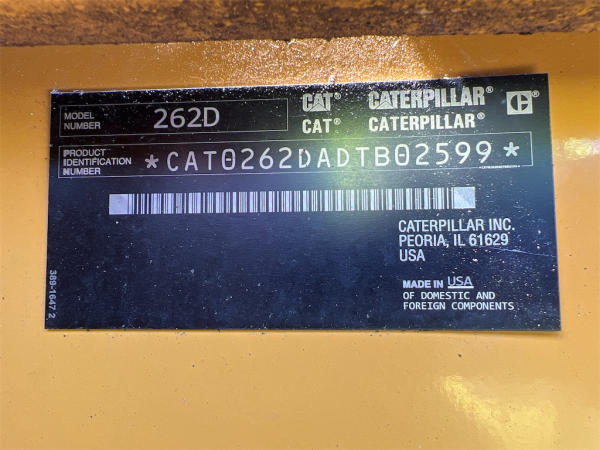 MODEL NUMBER 262D
CAT® CATERPILLAR®
CAT® CATERPILLAR®
PRODUCT IDENTIFICATION NUMBER *CAT0262DADTB02599*
CATERPILLAR INC.
PEORIA, IL 61629
USA
MADE IN USA
OF DOMESTIC AND
FOREIGN COMPONENTS
389-1647 2